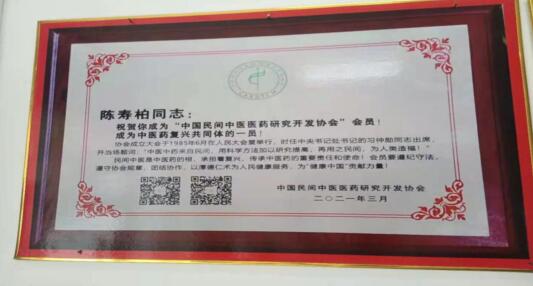 陈寿柏同志：
祝贺你成为“中国民间中医医药研究开发协会”会员！
成为中医药复兴共同体的一员！
协会成立大会于1985年6月在人民大会堂举行，时任中央书记处书记的习仲勋同志出席，
并当场题词：“中医中药来自民间，用科学方法加以研究提高，再用之民间，为人类造福！”
民间中医是中医药的根，承担着复兴、传承中医药的重要责任和使命！会员要遵纪守法，
遵守协会规章，团结协作，以厚德仁术为人民健康服务，为“健康中国”贡献力量！
中国民间中医医药研究开发协会
二〇二一年三月